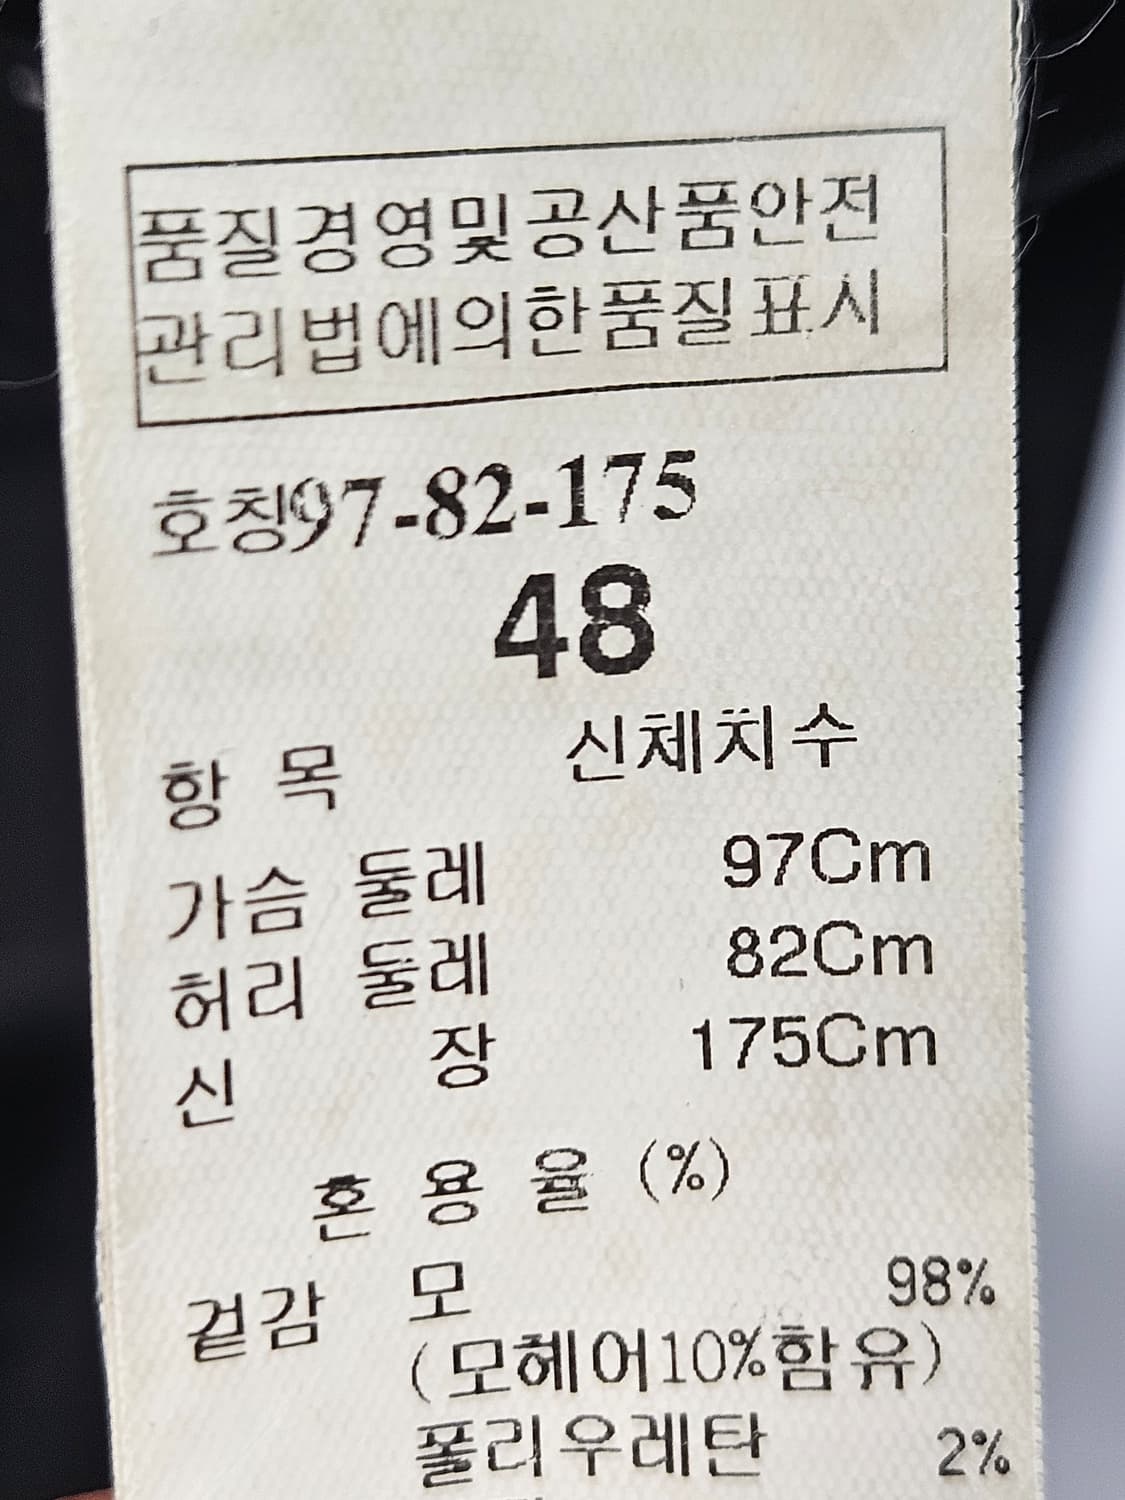 품질경영및공산품안전
관리법에의한품질표시
호칭97-82-175
48
항 목 신체치수
가슴 둘레 97Cm
허리 둘레 82Cm
신 장 175Cm
혼 용 율 (%)
겉감 모 98%
(모헤어10%함유)
폴리우레탄 2%